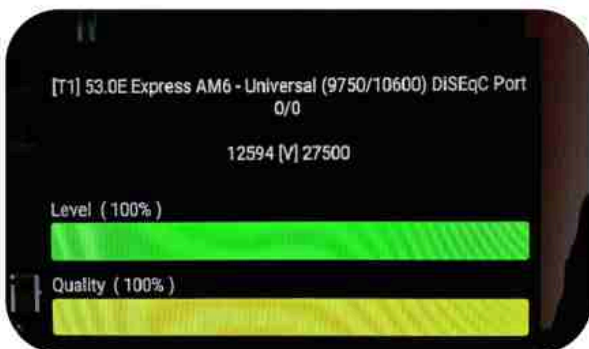 [T1] 53.0E Express AM6 - Universal (9750/10600) DiSEqC Port
0/0
12594 [V] 27500
Level ( 100% )
Quality ( 100% )